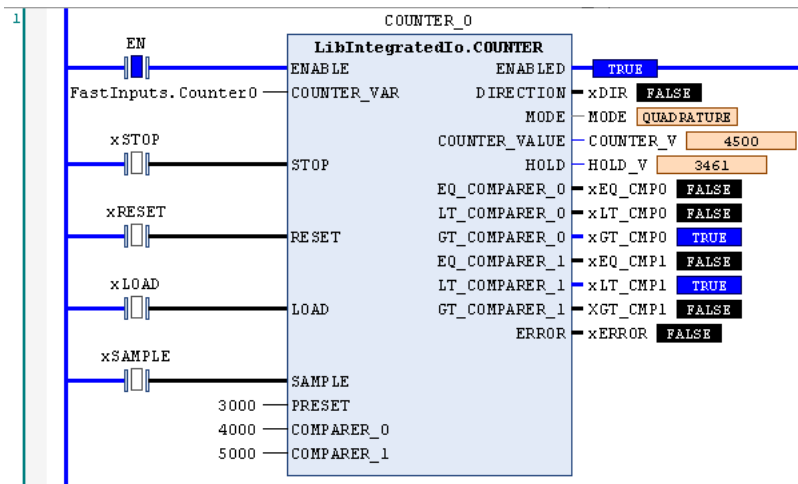 1
COUNTER_0
EN
LibIntegratedIo.COUNTER
ENABLE ENABLED TRUE
FastInputs.Counter0 COUNTER_VAR DIRECTION xDIR FALSE
MODE MODE QUADRATURE
xSTOP COUNTER_VALUE COUNTER_V 4500
STOP HOLD HOLD_V 3461
EQ_COMPARER_0 xEQ_CMP0 FALSE
xRESET LT_COMPARER_0 xLT_CMP0 FALSE
RESET GT_COMPARER_0 xGT_CMP0 TRUE
EQ_COMPARER_1 xEQ_CMP1 FALSE
xLOAD LT_COMPARER_1 xLT_CMP1 TRUE
LOAD GT_COMPARER_1 XGT_CMP1 FALSE
ERROR xERROR FALSE
xSAMPLE
SAMPLE
3000 PRESET
4000 COMPARER_0
5000 COMPARER_1